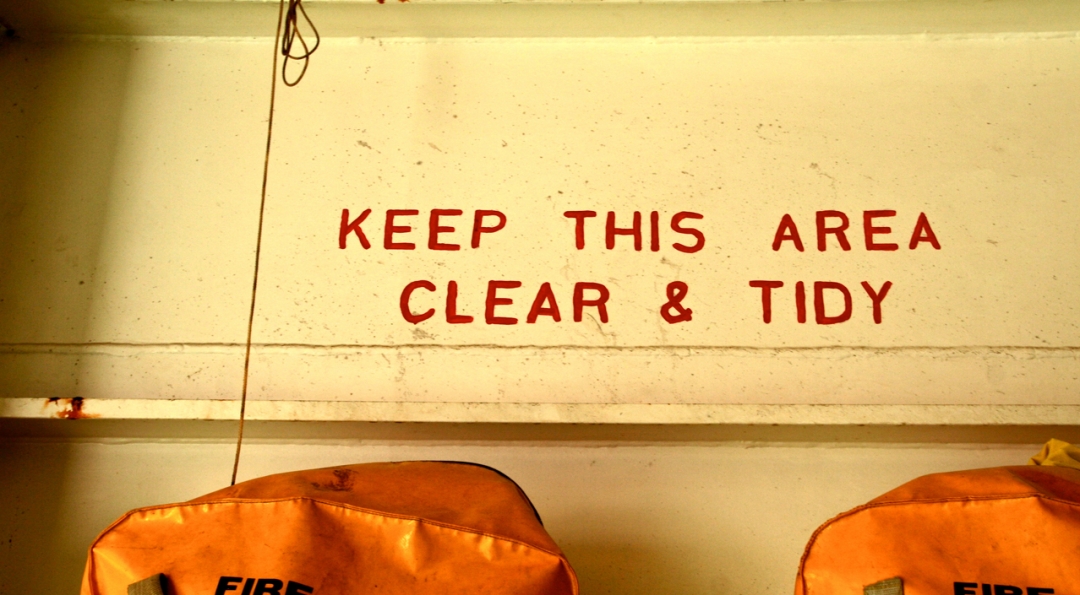 KEEP THIS AREA
CLEAR & TIDY
FIRE
FIRE